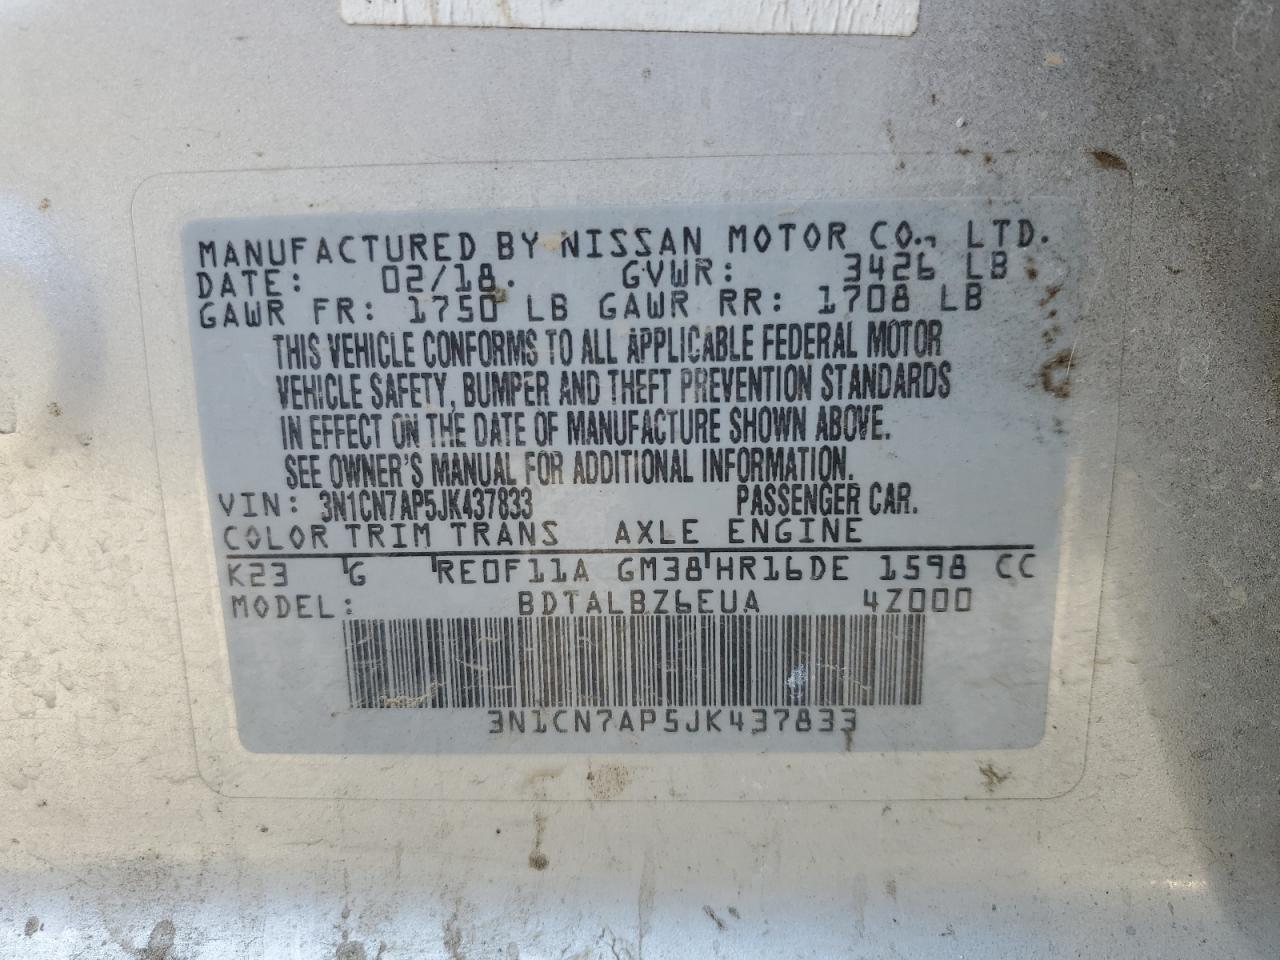 MANUFACTURED BY NISSAN MOTOR CO., LTD.
DATE: 02/18. GVWR: 3426 LB
GAWR FR: 1750 LB GAWR RR: 1708 LB
THIS VEHICLE CONFORMS TO ALL APPLICABLE FEDERAL MOTOR
VEHICLE SAFETY, BUMPER AND THEFT PREVENTION STANDARDS
IN EFFECT ON THE DATE OF MANUFACTURE SHOWN ABOVE.
SEE OWNER'S MANUAL FOR ADDITIONAL INFORMATION.
VIN: 3N1CN7AP5JK437833 PASSENGER CAR.
COLOR TRIM TRANS AXLE ENGINE
K23 G RE0F11A GM38 HR16DE 1598 CC
MODEL: BDTALBZ6EUA 4Z000
3N1CN7AP5JK437833